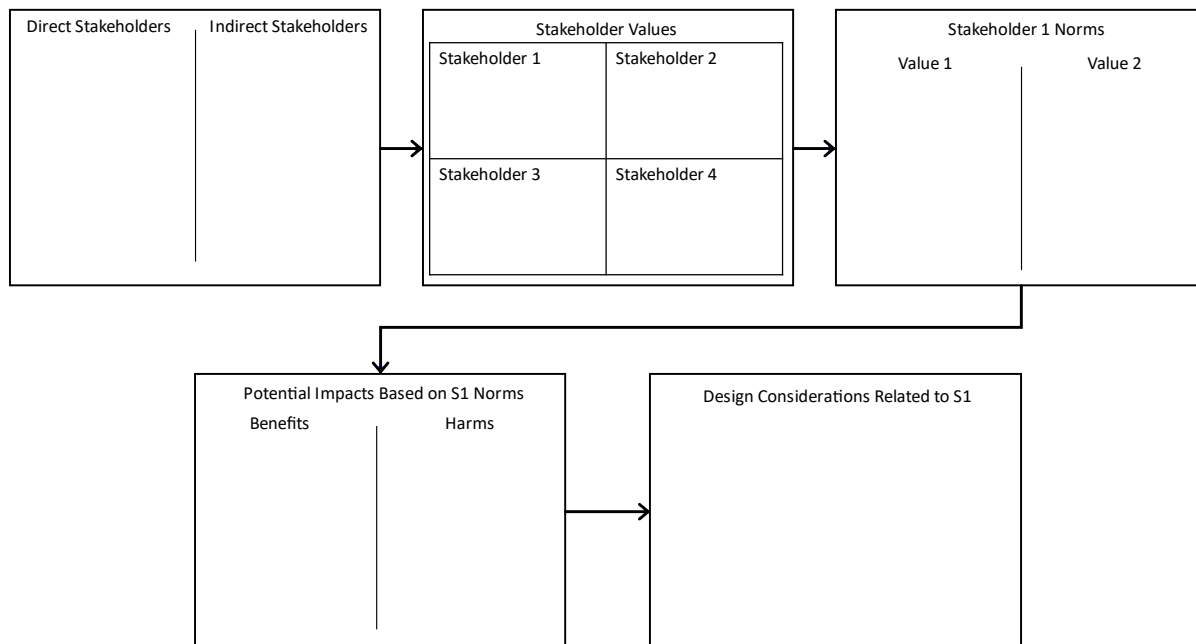 Direct Stakeholders
Indirect Stakeholders
Stakeholder Values
Stakeholder 1
Stakeholder 2
Stakeholder 3
Stakeholder 4
Stakeholder 1 Norms
Value 1
Value 2
Potential Impacts Based on S1 Norms
Benefits
Harms
Design Considerations Related to S1